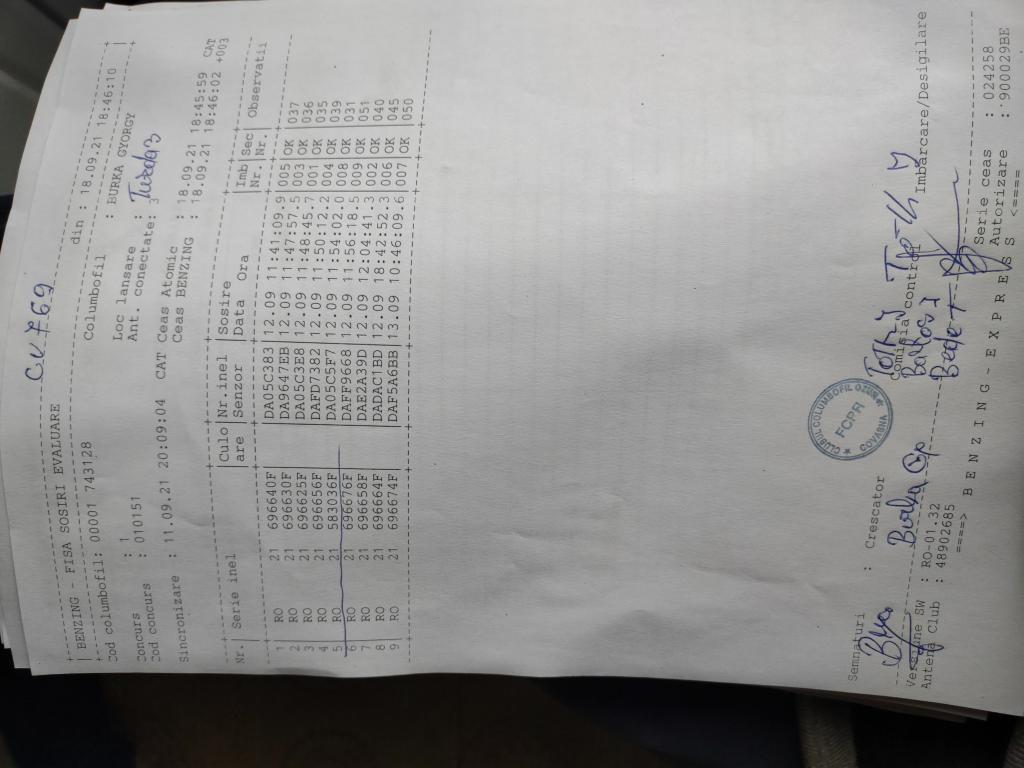 CV 769
BENZING - FISA SOSIRI EVALUARE din : 18.09.21 18:46:10
Cod columbofil: 00001 743128 Columbofil : BURKA GYORGY
Concurs : 1 Loc lansare :
Cod concurs : 010151 Ant. conectate: 3
Sincronizare : 11.09.21 20:09:04 CAT Ceas Atomic : 18.09.21 18:45:59 CAT
Ceas BENZING : 18.09.21 18:46:02 +003
Nr. | Serie inel |Culo|Nr.inel |Sosire |Imb|Sec| Observatii
|are |Senzor |Data Ora |Nr.|Nr.|
1 RO 21 696640F DA05C383 12.09 11:41:09.9 005 OK 037
2 RO 21 696630F DA9647EB 12.09 11:47:57.5 003 OK 036
3 RO 21 696625F DA05C3E8 12.09 11:48:45.7 001 OK 035
4 RO 21 696656F DAFD7382 12.09 11:50:12.2 004 OK 039
5 RO 21 583036F DA05C5F7 12.09 11:54:02.0 008 OK 031
6 RO 21 696676F DAFF9668 12.09 11:56:18.5 009 OK 051
7 RO 21 696658F DAE2A39D 12.09 12:04:41.3 002 OK 040
8 RO 21 696664F DADAC1BD 12.09 18:42:52.3 006 OK 045
9 RO 21 696674F DAF5A6BB 13.09 10:46:09.6 007 OK 050
Semnaturi : Crescator Comisia control Imbarcare/Desigilare
Burka
CLUBUL COLUMBOFIL OZUN
FCPR
COVASNA
Versiune SW : RO-01.32 Serie ceas : 024258
Antena Club : 48902685 Autorizare : 900029BE
====> B E N Z I N G - E X P R E S S <====